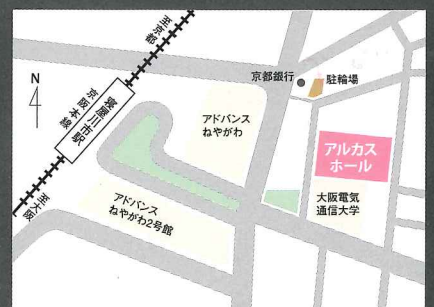 至京都
N
寝屋川市駅
京阪本線
至大阪
京都銀行
駐輪場
アドバンス
ねやがわ
アルカス
ホール
アドバンス
ねやがわ2号館
大阪電気
通信大学